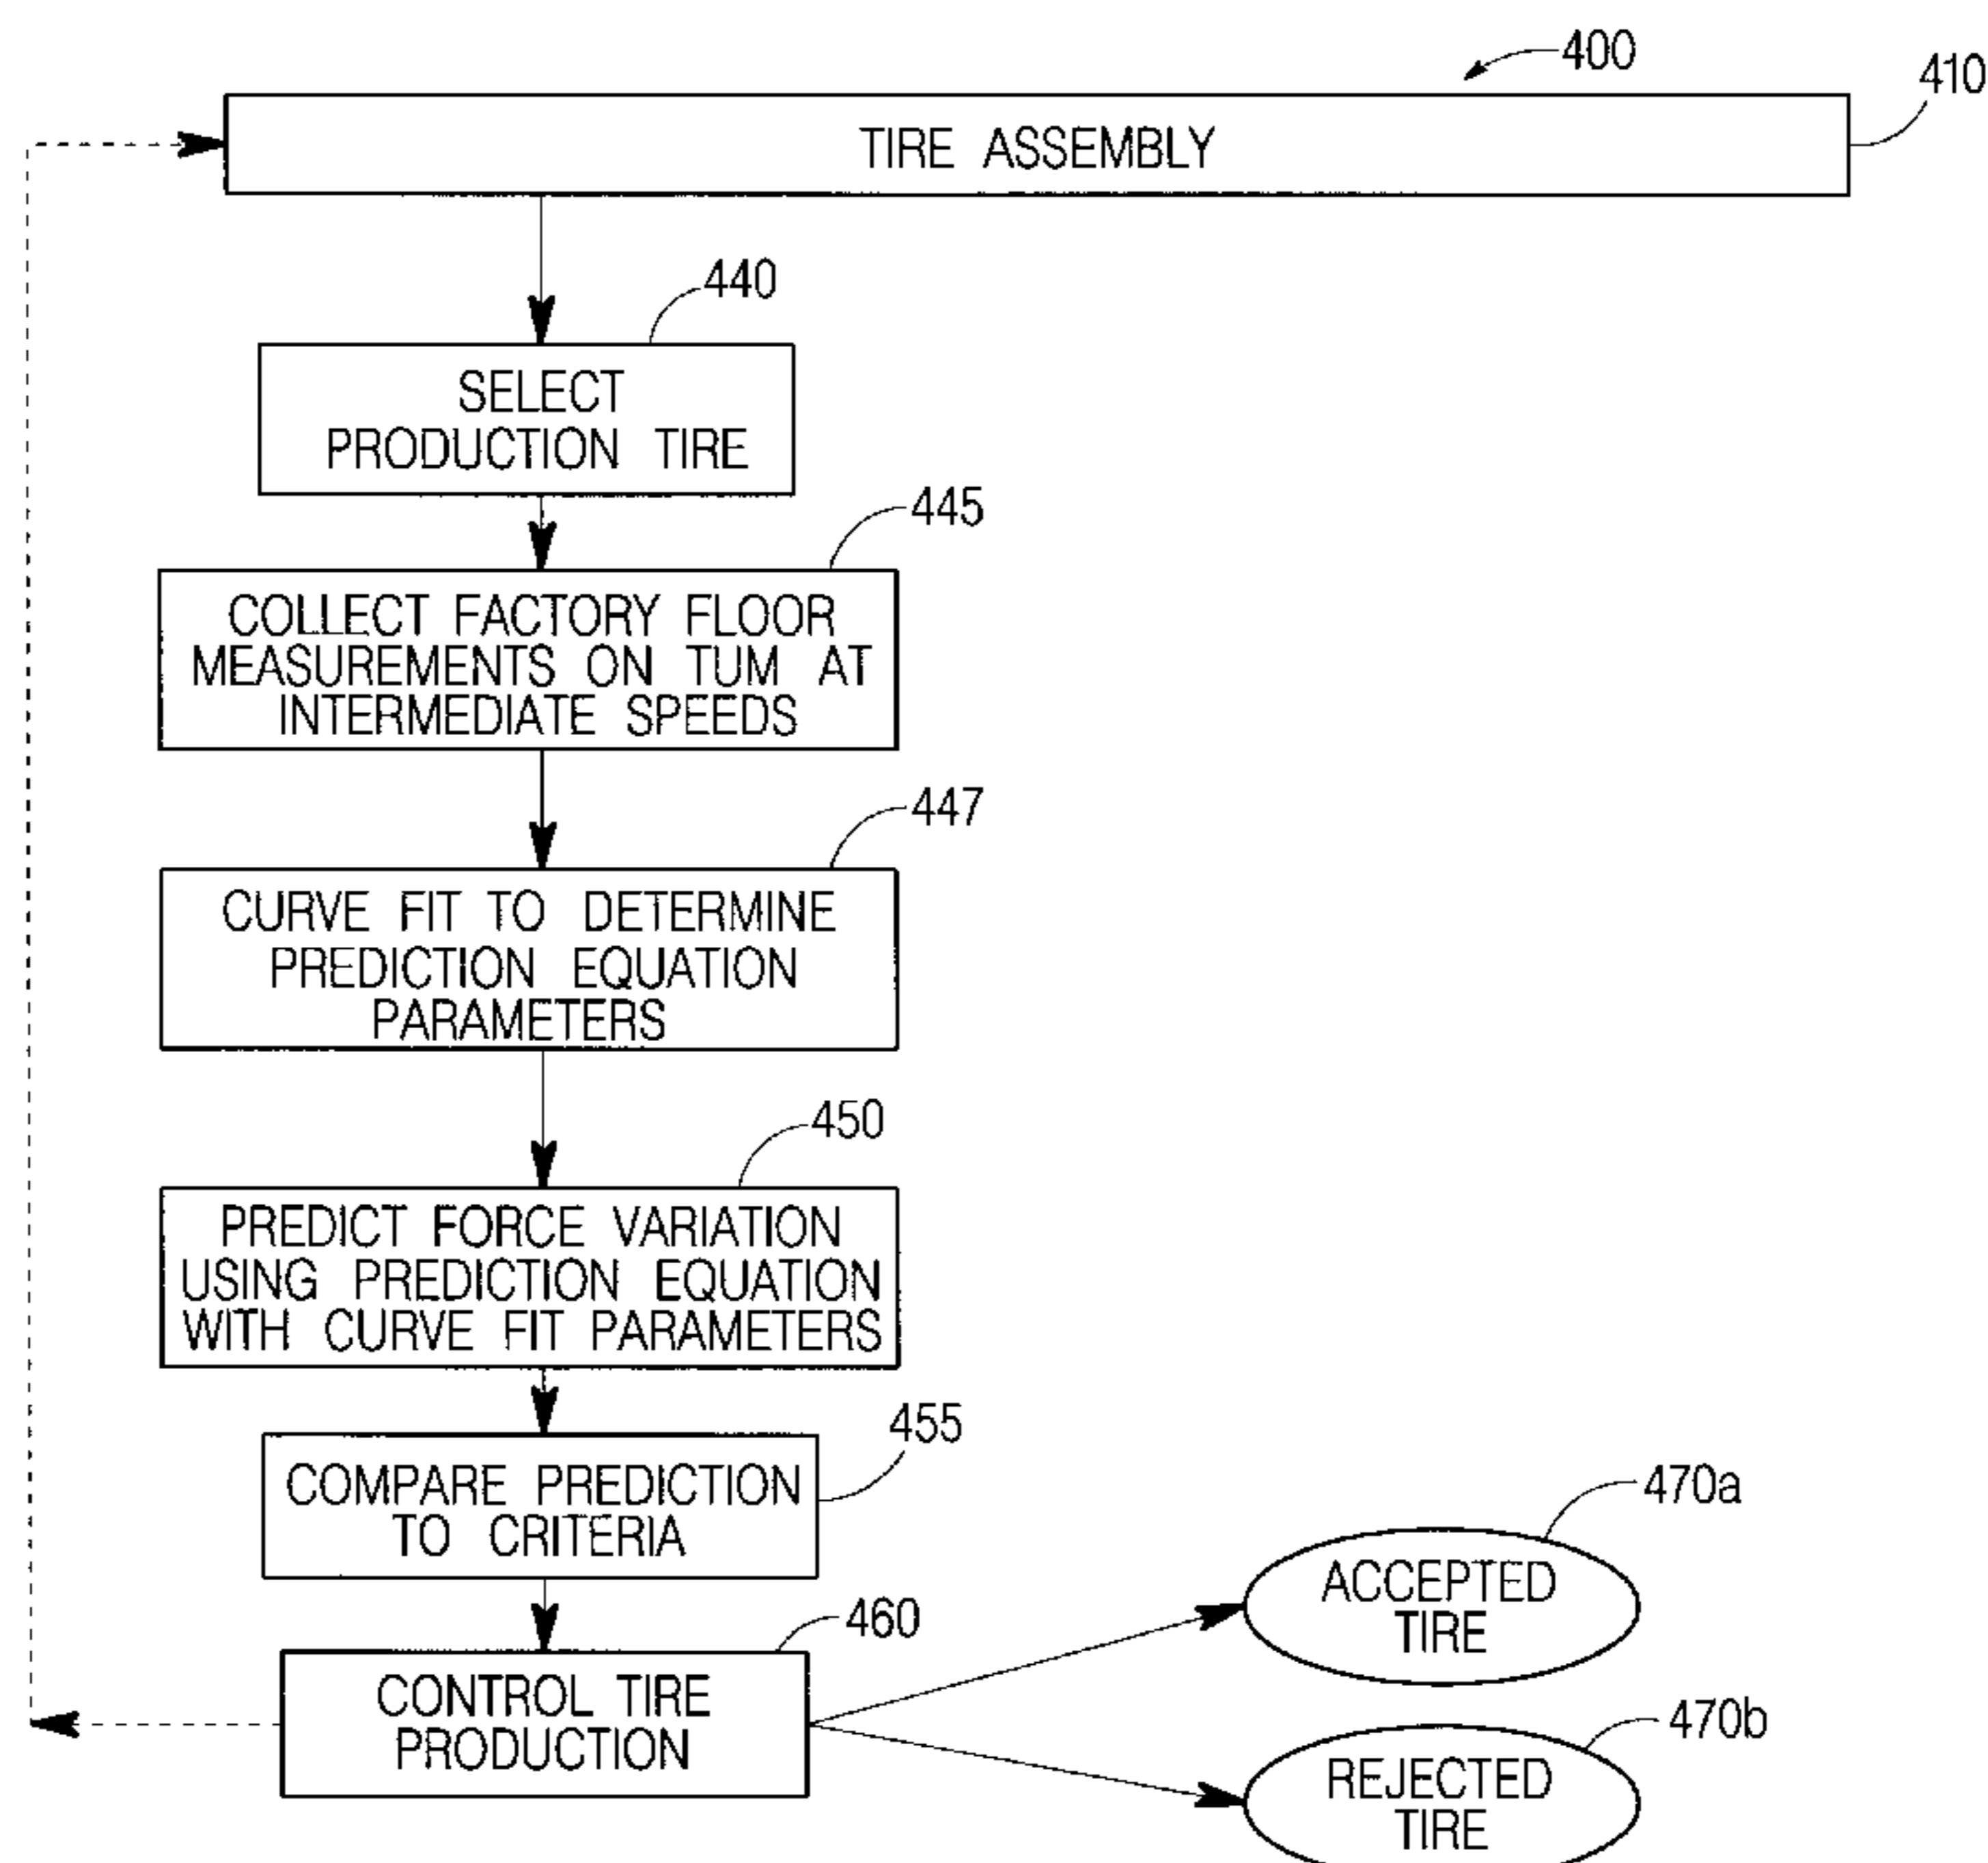 400
410
TIRE ASSEMBLY
440
SELECT
PRODUCTION TIRE
445
COLLECT FACTORY FLOOR
MEASUREMENTS ON TUM AT
INTERMEDIATE SPEEDS
447
CURVE FIT TO DETERMINE
PREDICTION EQUATION
PARAMETERS
450
PREDICT FORCE VARIATION
USING PREDICTION EQUATION
WITH CURVE FIT PARAMETERS
455
COMPARE PREDICTION
TO CRITERIA
460
CONTROL TIRE
PRODUCTION
470a
ACCEPTED
TIRE
470b
REJECTED
TIRE